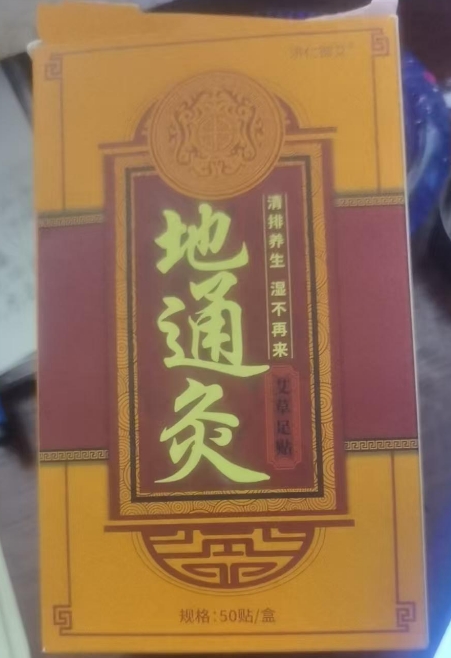 地通灸
清排养生 湿不再来
艾草足贴
规格:50贴/盒